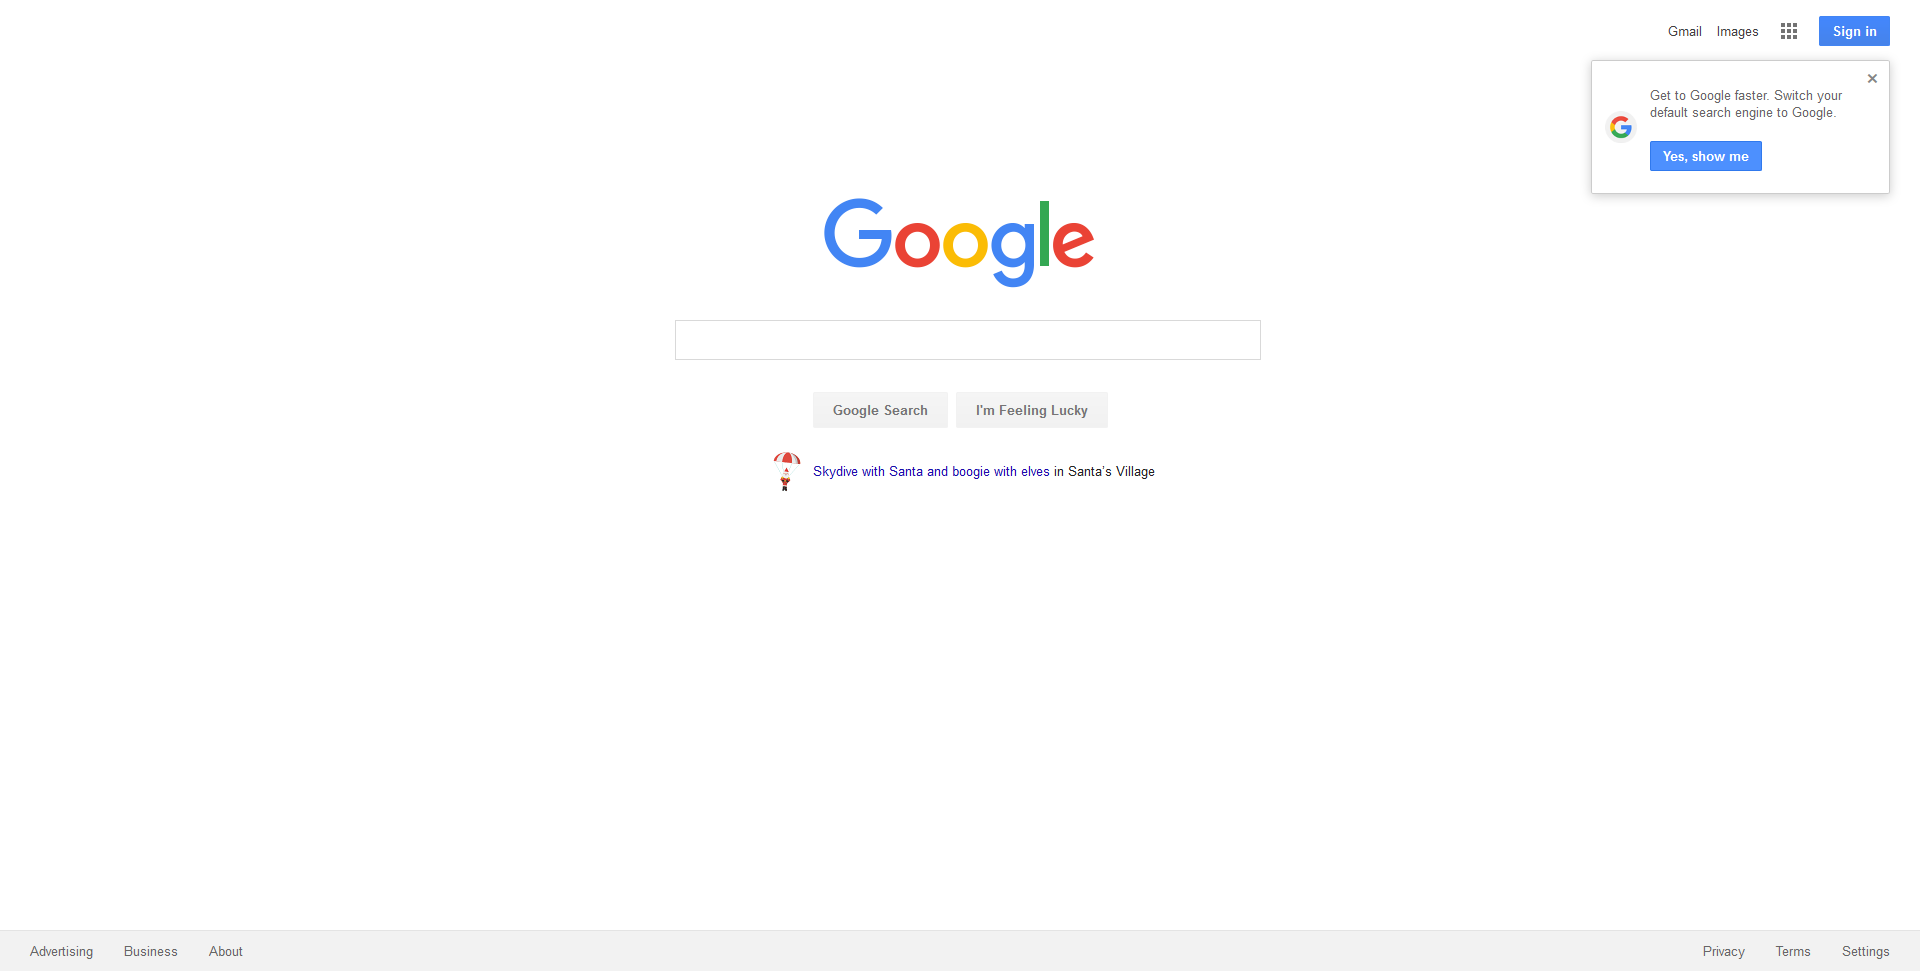 Gmail Images Sign in
Get to Google faster. Switch your
default search engine to Google.
Yes, show me
Google
Google Search I'm Feeling Lucky
Skydive with Santa and boogie with elves in Santa’s Village
Advertising Business About Privacy Terms Settings